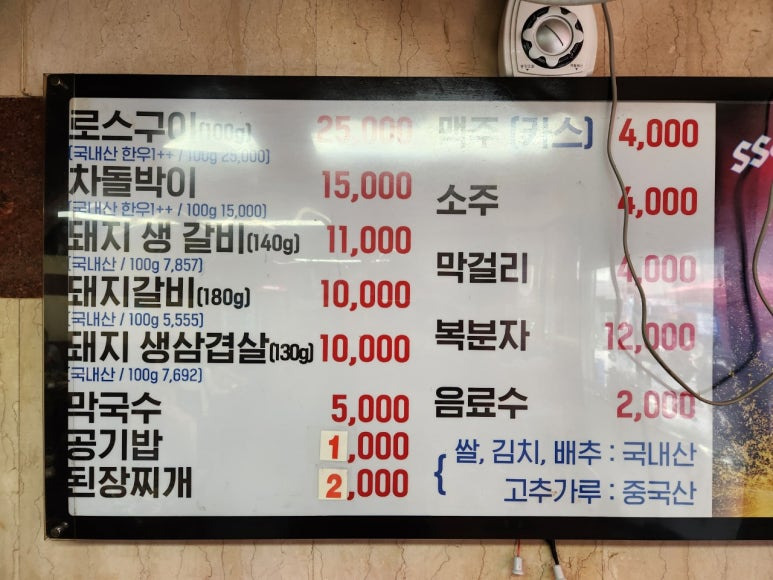 로스구이(100g) 25,000
[국내산 한우]++ / 100g 25,000)
차돌박이 15,000
[국내산 한우]++ / 100g 15,000]
돼지 생 갈비(140g) 11,000
[국내산 / 100g 7,857]
돼지갈비(180g) 10,000
[국내산 / 100g 5,555]
돼지 생삼겹살(130g) 10,000
[국내산 / 100g 7,692]
막국수 5,000
공기밥 1,000
된장찌개 2,000
맥주 (카스) 4,000
소주 4,000
막걸리 4,000
복분자 12,000
음료수 2,000
{ 쌀, 김치, 배추 : 국내산
고추가루 : 중국산